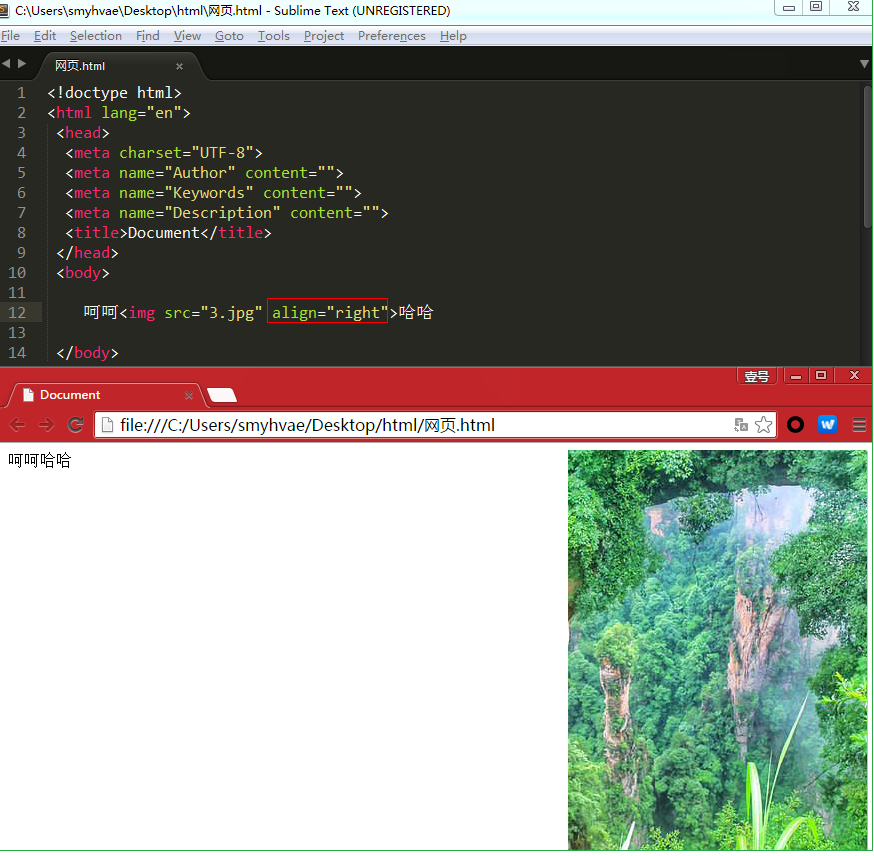 C:\Users\smyhvae\Desktop\html\网页.html - Sublime Text (UNREGISTERED)
File Edit Selection Find View Goto Tools Project Preferences Help
网页.html ×
1 <!doctype html>
2 <html lang="en">
3 <head>
4 <meta charset="UTF-8">
5 <meta name="Author" content="">
6 <meta name="Keywords" content="">
7 <meta name="Description" content="">
8 <title>Document</title>
9 </head>
10 <body>
11
12 呵呵<img src="3.jpg" align="right">哈哈
13
14 </body>
壹号
Document ×
file:///C:/Users/smyhvae/Desktop/html/网页.html W
呵呵哈哈